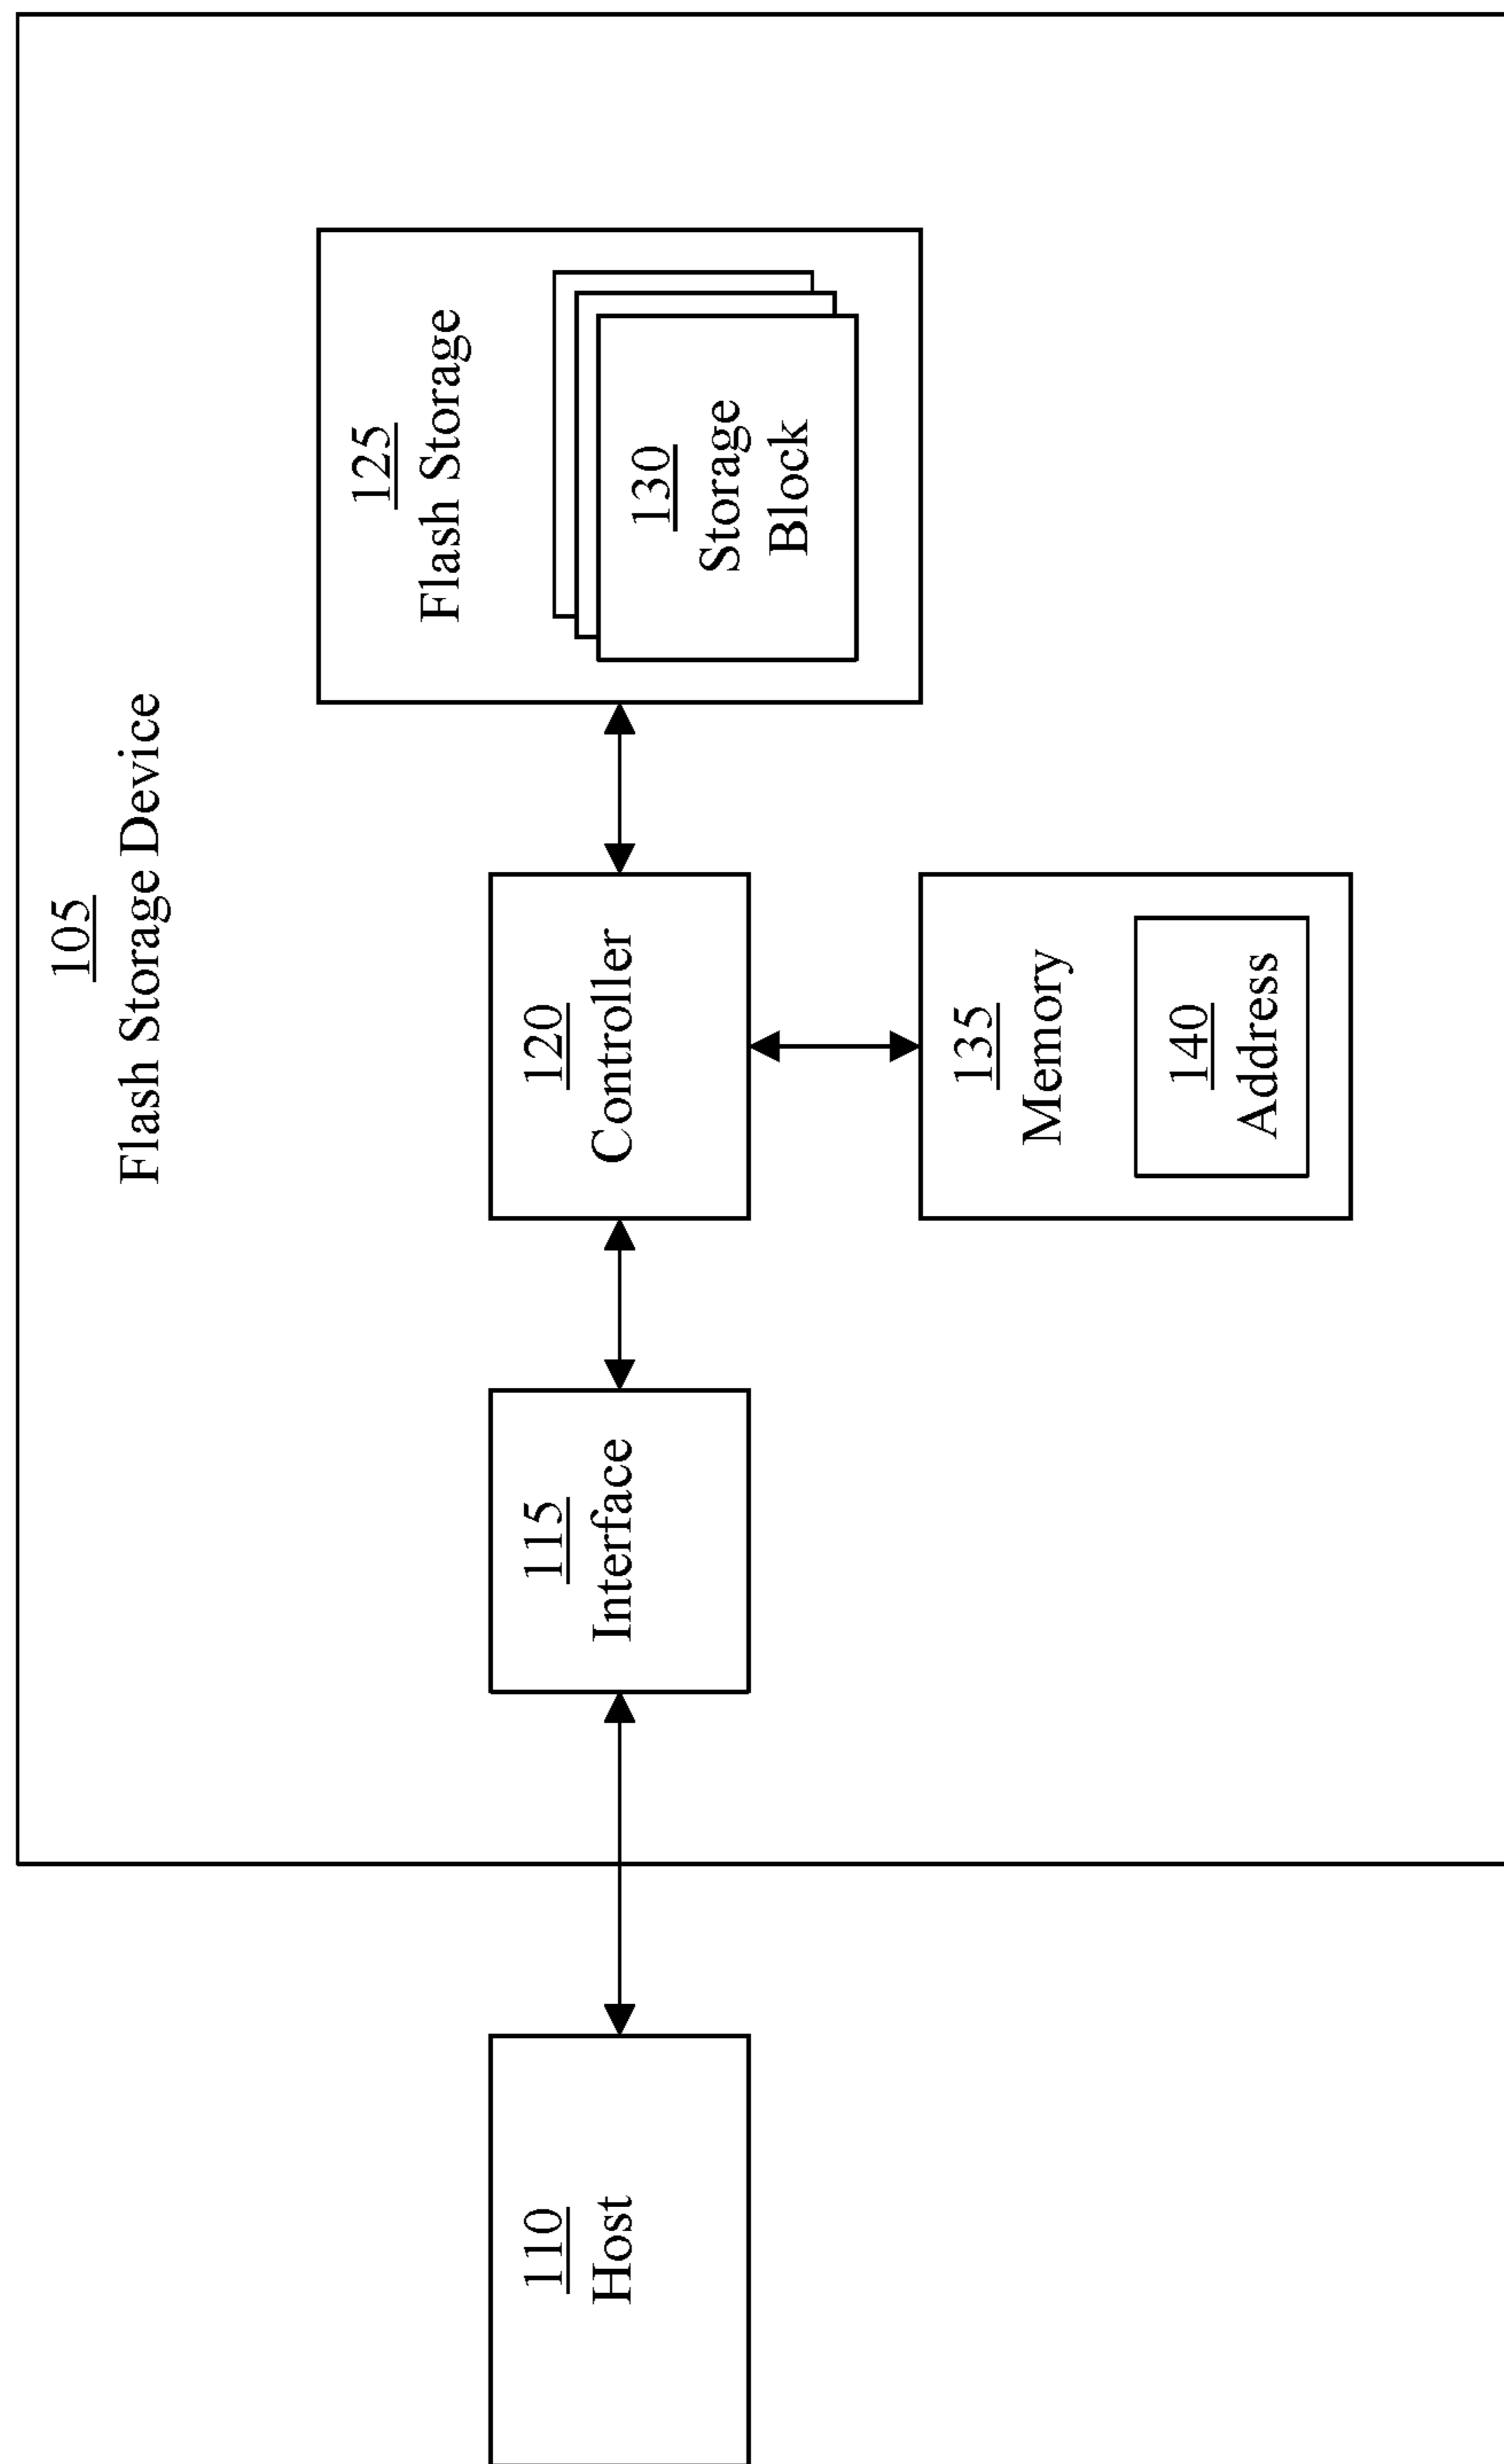 105
Flash Storage Device
110
Host
115
Interface
120
Controller
125
Flash Storage
130
Storage
Block
135
Memory
140
Address